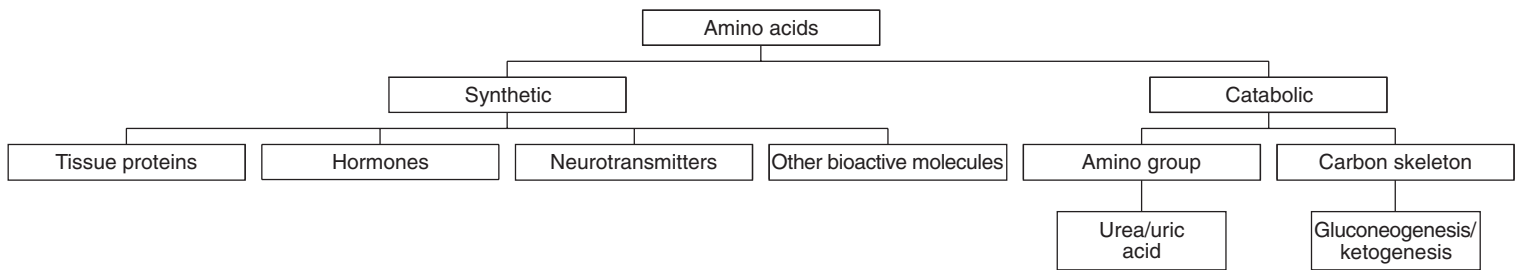 Amino acids
Synthetic
Catabolic
Tissue proteins
Hormones
Neurotransmitters
Other bioactive molecules
Amino group
Carbon skeleton
Urea/uric
acid
Gluconeogenesis/
ketogenesis